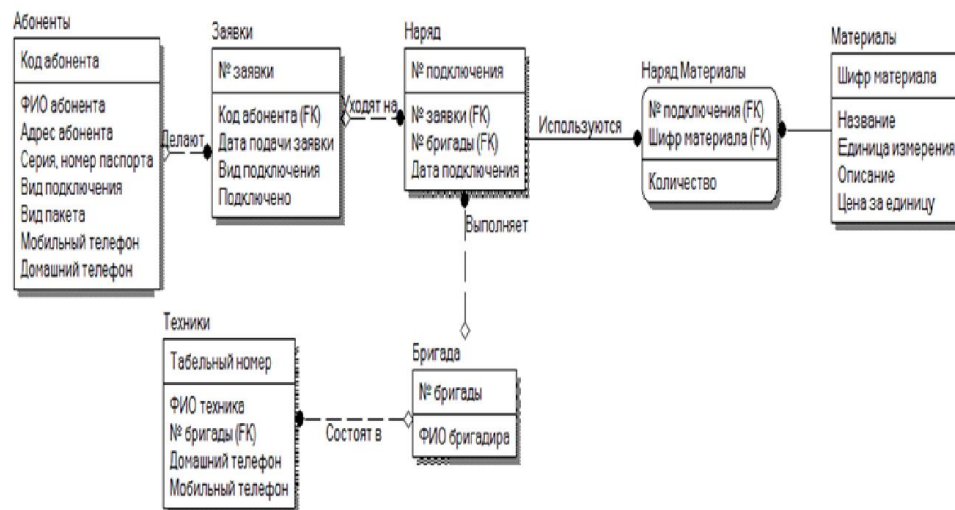 Абоненты
Код абонента
ФИО абонента
Адрес абонента
Серия, номер паспорта
Вид подключения
Вид пакета
Мобильный телефон
Домашний телефон
Делают
Заявки
№ заявки
Код абонента (FK)
Дата подачи заявки
Вид подключения
Подключено
Уходят на
Наряд
№ подключения
№ заявки (FK)
№ бригады (FK)
Дата подключения
Используются
Наряд Материалы
№ подключения (FK)
Шифр материала (FK)
Количество
Материалы
Шифр материала
Название
Единица измерения
Описание
Цена за единицу
Выполняет
Техники
Табельный номер
ФИО техника
№ бригады (FK)
Домашний телефон
Мобильный телефон
Состоят в
Бригада
№ бригады
ФИО бригадира